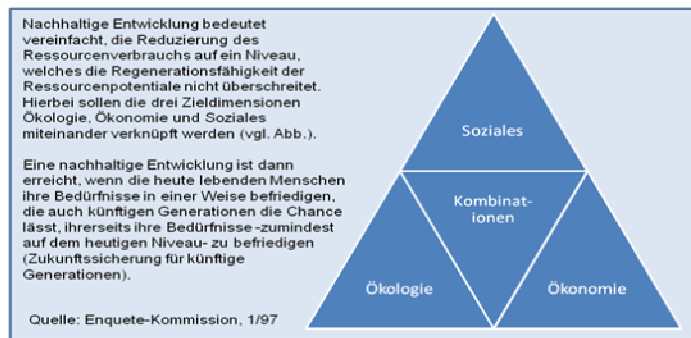 Nachhaltige Entwicklung bedeutet
vereinfacht, die Reduzierung des
Ressourcenverbrauchs auf ein Niveau,
welches die Regenerationsfähigkeit der
Ressourcenpotentiale nicht überschreitet.
Hierbei sollen die drei Zieldimensionen
Ökologie, Ökonomie und Soziales
miteinander verknüpft werden (vgl. Abb.).
Eine nachhaltige Entwicklung ist dann
erreicht, wenn die heute lebenden Menschen
ihre Bedürfnisse in einer Weise befriedigen,
die auch künftigen Generationen die Chance
lässt, ihrerseits ihre Bedürfnisse -zumindest
auf dem heutigen Niveau- zu befriedigen
(Zukunftssicherung für künftige
Generationen).
Quelle: Enquete-Kommission, 1/97
Soziales
Kombinat-
ionen
Ökologie
Ökonomie